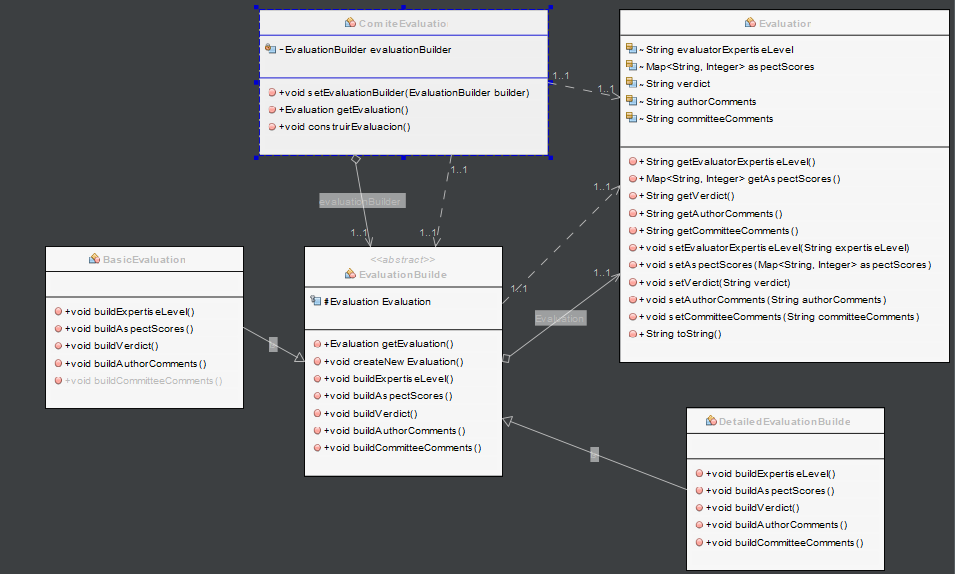 ComiteEvaluatio
~EvaluationBuilder evaluationBuilder
+void setEvaluationBuilder(EvaluationBuilder builder)
+Evaluation getEvaluation()
+void construirEvaluacion()
Evaluation
~String evaluatorExpertiseLevel
~Map<String, Integer> aspectScores
~String verdict
~String authorComments
~String committeeComments
+String getEvaluatorExpertiseLevel()
+Map<String, Integer> getAspectScores()
+String getVerdict()
+String getAuthorComments()
+String getCommitteeComments()
+void setEvaluatorExpertiseLevel(String expertiseLevel)
+void setAspectScores(Map<String, Integer> aspectScores)
+void setVerdict(String verdict)
+void setAuthorComments(String authorComments)
+void setCommitteeComments(String committeeComments)
+String toString()
1..1
1..1
1..1
evaluationBuilder
1..1
1..1
1..1
1..1
1..1
Evaluation
BasicEvaluation
+void buildExpertiseLevel()
+void buildAspectScores()
+void buildVerdict()
+void buildAuthorComments()
+void buildCommitteeComments()
<<abstract>>
EvaluationBuilde
#Evaluation Evaluation
+Evaluation getEvaluation()
+void createNew Evaluation()
+void buildExpertiseLevel()
+void buildAspectScores()
+void buildVerdict()
+void buildAuthorComments()
+void buildCommitteeComments()
DetailedEvaluationBuilde
+void buildExpertiseLevel()
+void buildAspectScores()
+void buildVerdict()
+void buildAuthorComments()
+void buildCommitteeComments()